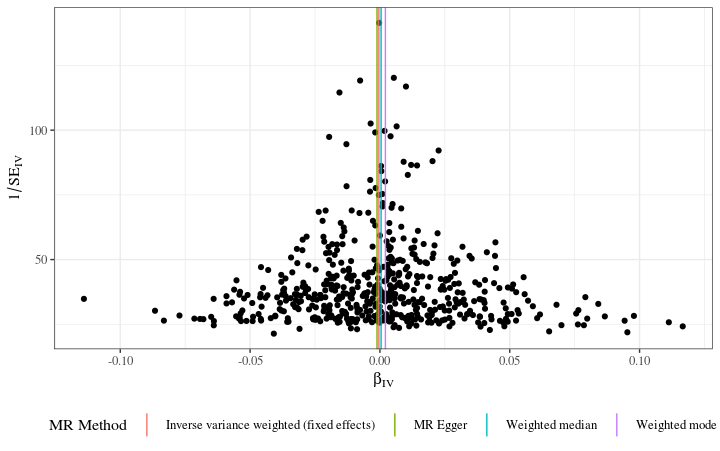 1/SE_IV
100
50
-0.10
-0.05
0.00
0.05
0.10
β_IV
MR Method
Inverse variance weighted (fixed effects)
MR Egger
Weighted median
Weighted mode